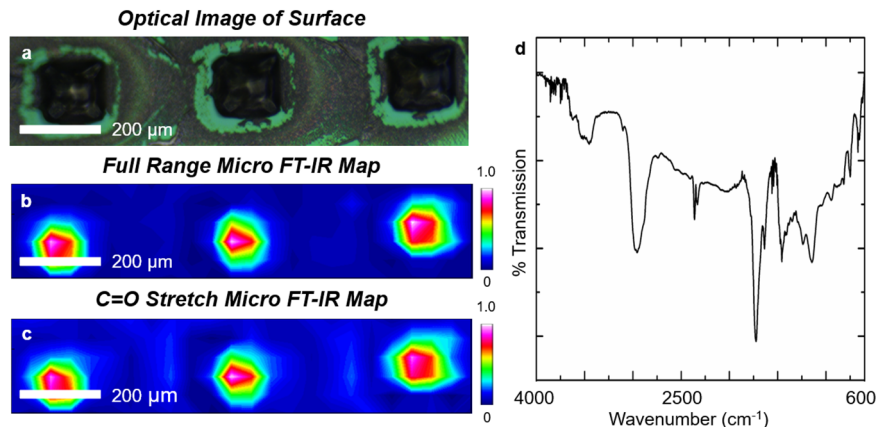 Optical Image of Surface
a
200 µm
Full Range Micro FT-IR Map
b
200 µm
1.0
0
C=O Stretch Micro FT-IR Map
c
200 µm
1.0
0
d
% Transmission
4000
2500
600
Wavenumber (cm⁻¹)